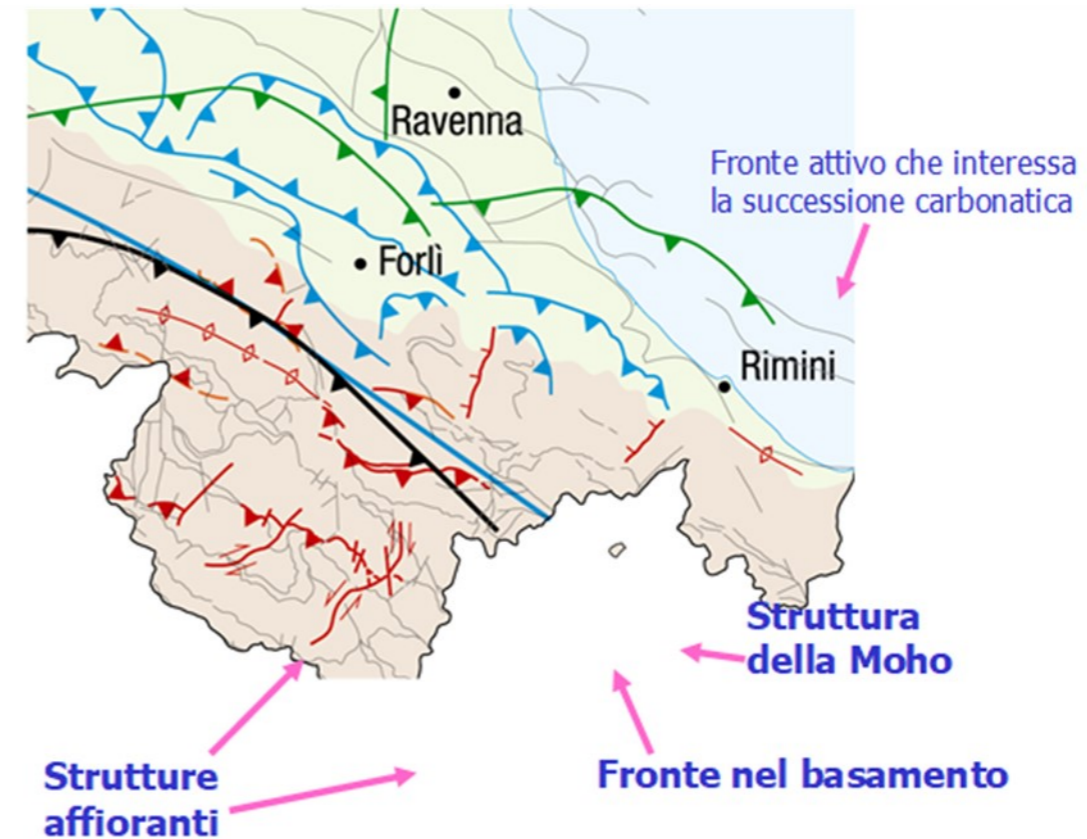 Ravenna
Fronte attivo che interessa
la successione carbonatica
Forlì
Rimini
Struttura
della Moho
Fronte nel basamento
Strutture
affioranti